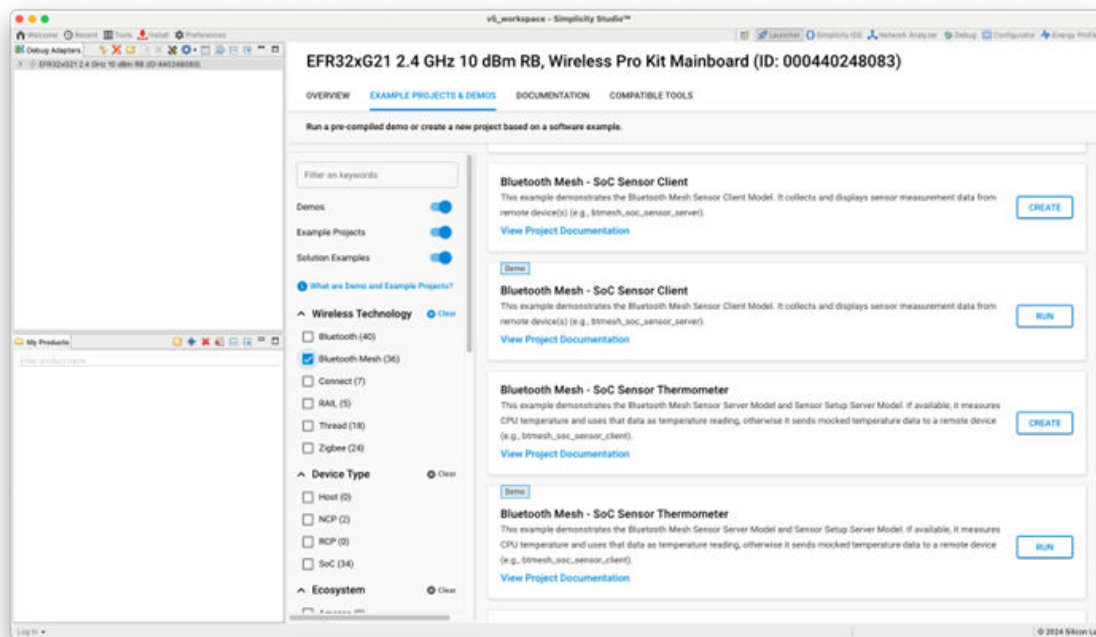 v5_workspace - Simplicity Studio™
Welcome Recent Tools Install Preferences
Launcher Simplicity IDE Network Analyzer Debug Configurator Energy Profil
Debug Adapters
EFR32xG21 2.4 GHz 10 dBm RB (ID:440248083)
EFR32xG21 2.4 GHz 10 dBm RB, Wireless Pro Kit Mainboard (ID: 000440248083)
OVERVIEW EXAMPLE PROJECTS & DEMOS DOCUMENTATION COMPATIBLE TOOLS
Run a pre-compiled demo or create a new project based on a software example.
Filter on keywords
Demos
Example Projects
Solution Examples
What are Demo and Example Projects?
Wireless Technology Clear
Bluetooth (40)
Bluetooth Mesh (36)
Connect (7)
RAIL (5)
Thread (18)
Zigbee (24)
Device Type Clear
Host (0)
NCP (2)
RCP (0)
SoC (34)
Ecosystem Clear
Bluetooth Mesh - SoC Sensor Client
This example demonstrates the Bluetooth Mesh Sensor Client Model. It collects and displays sensor measurement data from
remote device(s) (e.g., btmesh_soc_sensor_server).
View Project Documentation
CREATE
Demo
Bluetooth Mesh - SoC Sensor Client
This example demonstrates the Bluetooth Mesh Sensor Client Model. It collects and displays sensor measurement data from
remote device(s) (e.g., btmesh_soc_sensor_server).
View Project Documentation
RUN
Bluetooth Mesh - SoC Sensor Thermometer
This example demonstrates the Bluetooth Mesh Sensor Server Model and Sensor Setup Server Model. If available, it measures
CPU temperature and uses that data as temperature reading, otherwise it sends mocked temperature data to a remote device
(e.g., btmesh_soc_sensor_client).
View Project Documentation
CREATE
Demo
Bluetooth Mesh - SoC Sensor Thermometer
This example demonstrates the Bluetooth Mesh Sensor Server Model and Sensor Setup Server Model. If available, it measures
CPU temperature and uses that data as temperature reading, otherwise it sends mocked temperature data to a remote device
(e.g., btmesh_soc_sensor_client).
View Project Documentation
RUN
My Products
Enter product name
Log In
© 2024 Silicon La